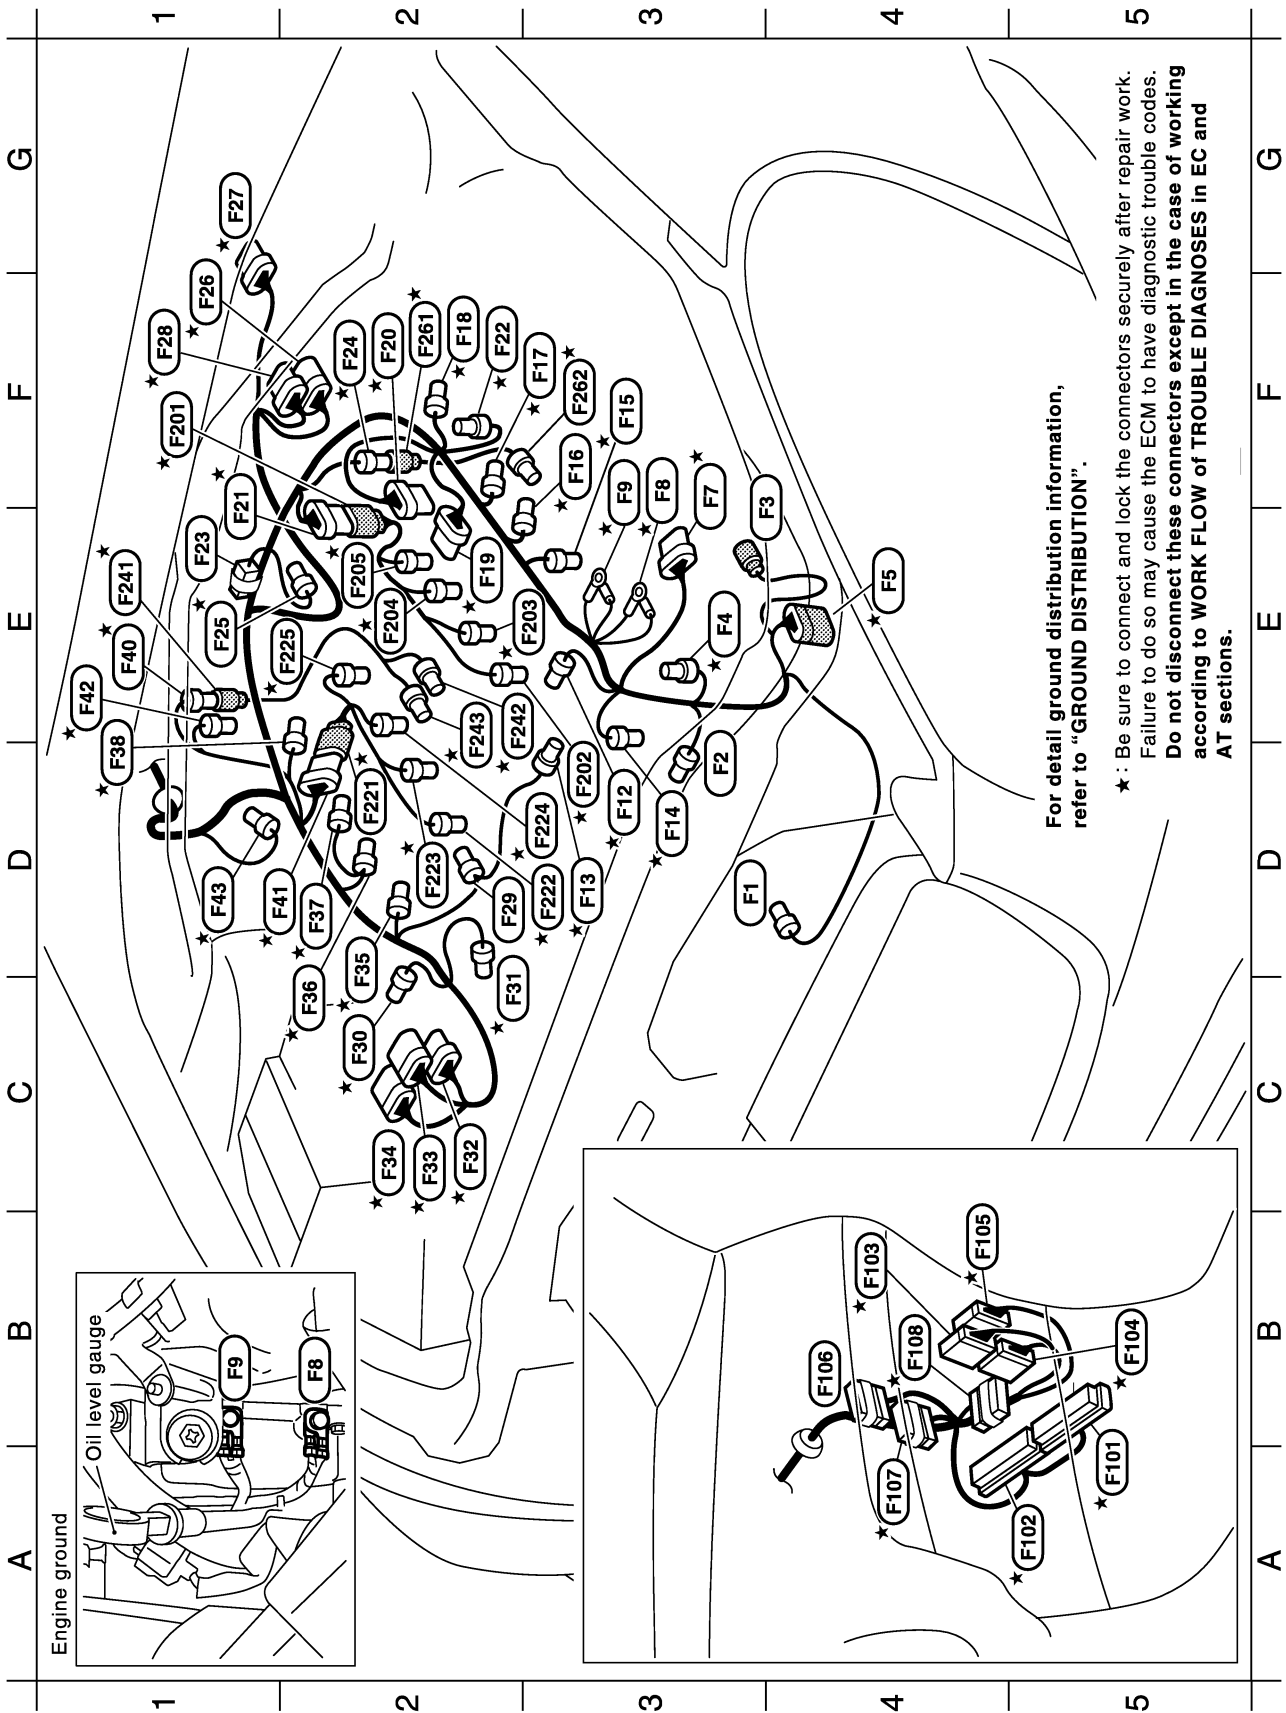 G
F
E
D
C
B
A
1
2
3
4
5
F27
F26
F28
F201
F21
F23
F241
F40
F42
F38
F24
F20
F261
F18
F22
F17
F262
F15
F16
F9
F8
F7
F3
F5
F4
F205
F19
F204
F203
F25
F225
F243
F242
F202
F12
F14
F2
F1
F43
F41
F37
F221
F223
F224
F222
F29
F13
F36
F35
F30
F31
F34
F33
F32
Engine ground
Oil level gauge
F9
F8
F103
F105
F106
F108
F104
F107
F102
F101
For detail ground distribution information,
refer to “GROUND DISTRIBUTION”.
★: Be sure to connect and lock the connectors securely after repair work.
Failure to do so may cause the ECM to have diagnostic trouble codes.
Do not disconnect these connectors except in the case of working
according to WORK FLOW of TROUBLE DIAGNOSES in EC and
AT sections.
G
F
E
D
C
B
A
1
2
3
4
5